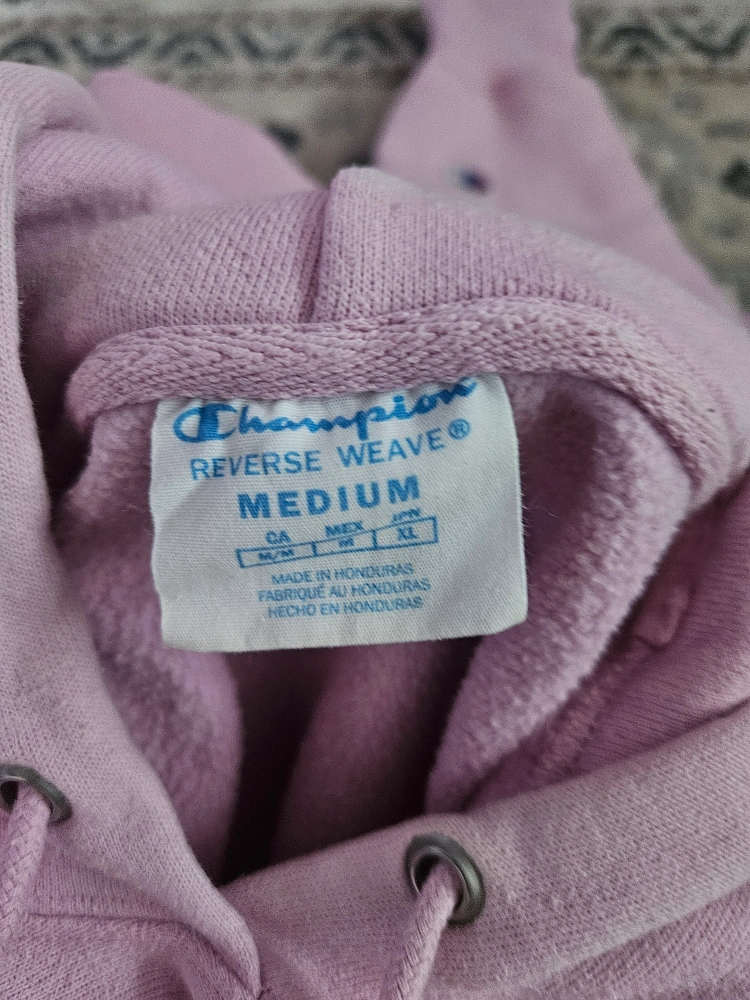 Champion
REVERSE WEAVE®
MEDIUM
CA MEX JPN
M/M M XL
MADE IN HONDURAS
FABRIQUÉ AU HONDURAS
HECHO EN HONDURAS